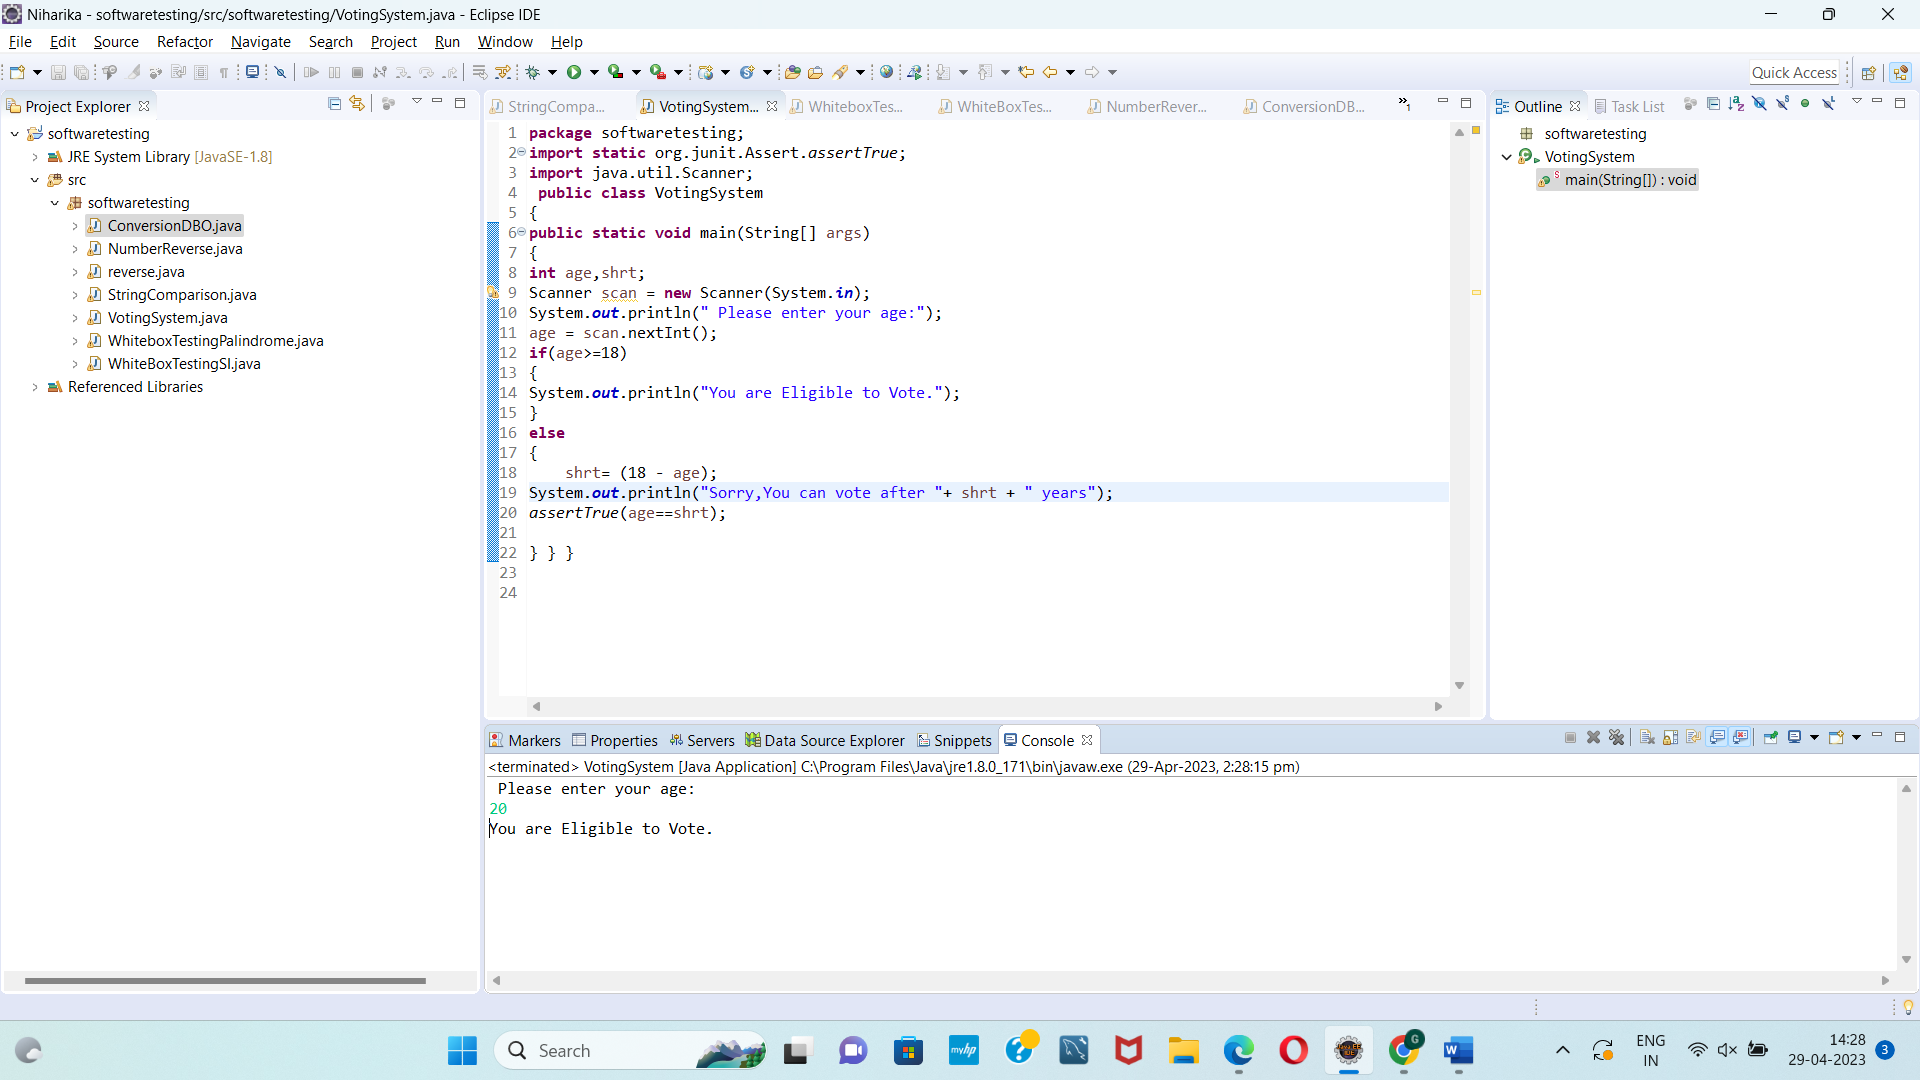 Niharika - softwaretesting/src/softwaretesting/VotingSystem.java - Eclipse IDE
File Edit Source Refactor Navigate Search Project Run Window Help
Quick Access
Project Explorer
softwaretesting
JRE System Library [JavaSE-1.8]
src
softwaretesting
ConversionDBO.java
NumberReverse.java
reverse.java
StringComparison.java
VotingSystem.java
WhiteboxTestingPalindrome.java
WhiteBoxTestingSI.java
Referenced Libraries
StringCompa... VotingSystem... WhiteboxTes... WhiteBoxTes... NumberRever... ConversionDB... »1
1 package softwaretesting;
2 import static org.junit.Assert.assertTrue;
3 import java.util.Scanner;
4 public class VotingSystem
5 {
6 public static void main(String[] args)
7 {
8 int age,shrt;
9 Scanner scan = new Scanner(System.in);
10 System.out.println(" Please enter your age:");
11 age = scan.nextInt();
12 if(age>=18)
13 {
14 System.out.println("You are Eligible to Vote.");
15 }
16 else
17 {
18 shrt= (18 - age);
19 System.out.println("Sorry,You can vote after "+ shrt + " years");
20 assertTrue(age==shrt);
21
22 } } }
23
24
Outline Task List
softwaretesting
VotingSystem
main(String[]) : void
Markers Properties Servers Data Source Explorer Snippets Console
<terminated> VotingSystem [Java Application] C:\Program Files\Java\jre1.8.0_171\bin\javaw.exe (29-Apr-2023, 2:28:15 pm)
Please enter your age:
20
You are Eligible to Vote.
Search
ENG
IN
14:28
29-04-2023
3